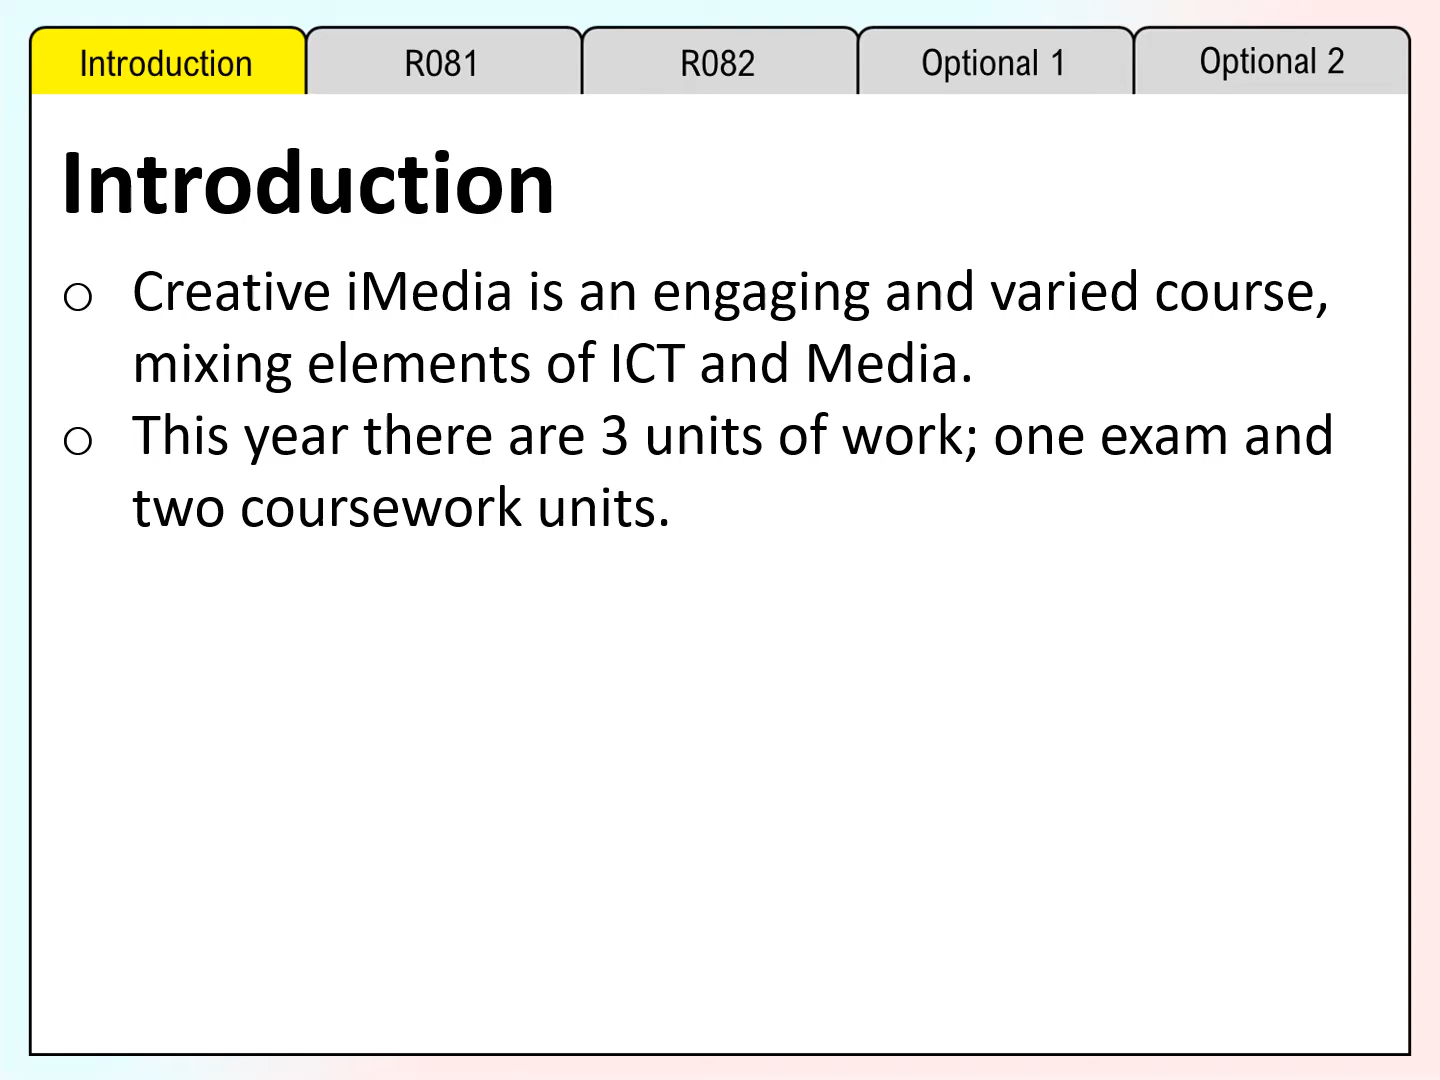 Introduction
R081
R082
Optional 1
Optional 2
Introduction
Creative iMedia is an engaging and varied course,
mixing elements of ICT and Media.
This year there are 3 units of work; one exam and
two coursework units.